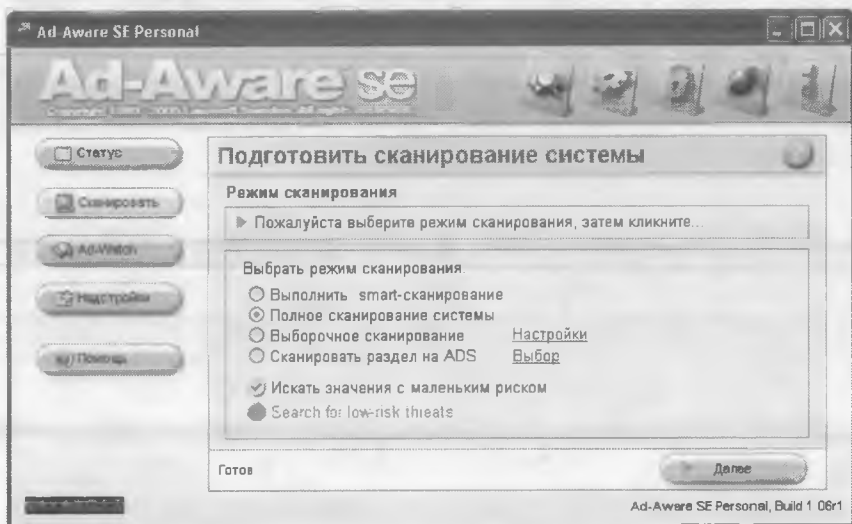 Ad-Aware SE Personal
Ad-Aware se
Статус
Сканировать
Ad-Watch
Надстройки
Помощь
Подготовить сканирование системы
Режим сканирования
Пожалуйста выберите режим сканирования, затем кликните...
Выбрать режим сканирования.
Выполнить smart-сканирование
Полное сканирование системы
Выборочное сканирование Настройки
Сканировать раздел на ADS Выбор
Искать значения с маленьким риском
Search for low-risk threats
Готов
Далее
Ad-Aware SE Personal, Build 1 06r1